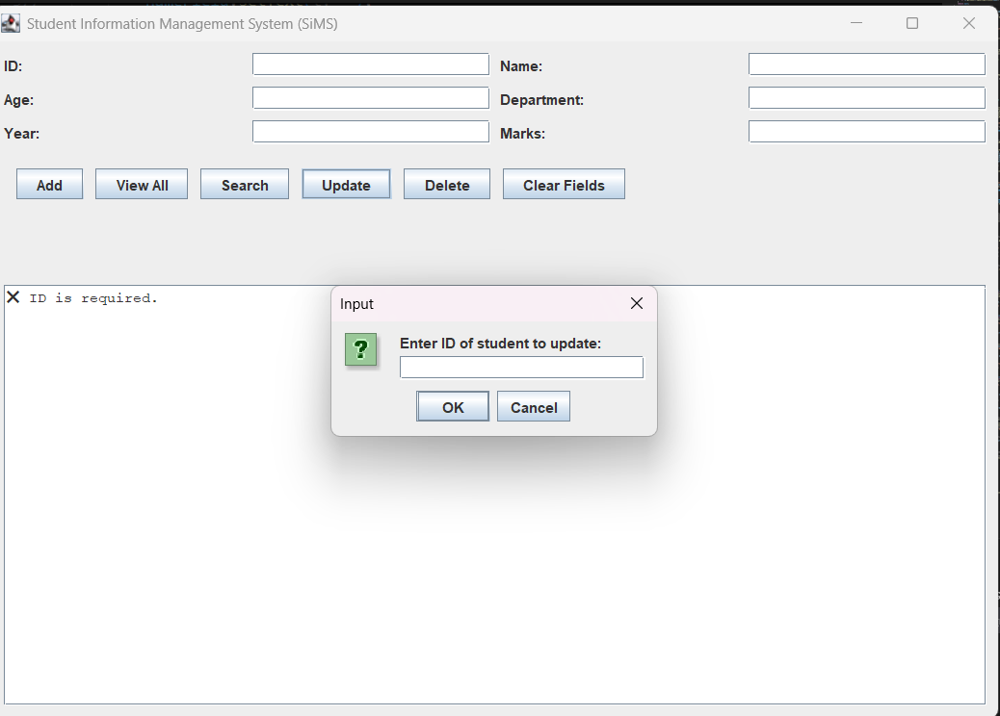 Student Information Management System (SiMS)
ID:
Name:
Age:
Department:
Year:
Marks:
Add
View All
Search
Update
Delete
Clear Fields
ID is required.
Input
Enter ID of student to update:
OK
Cancel